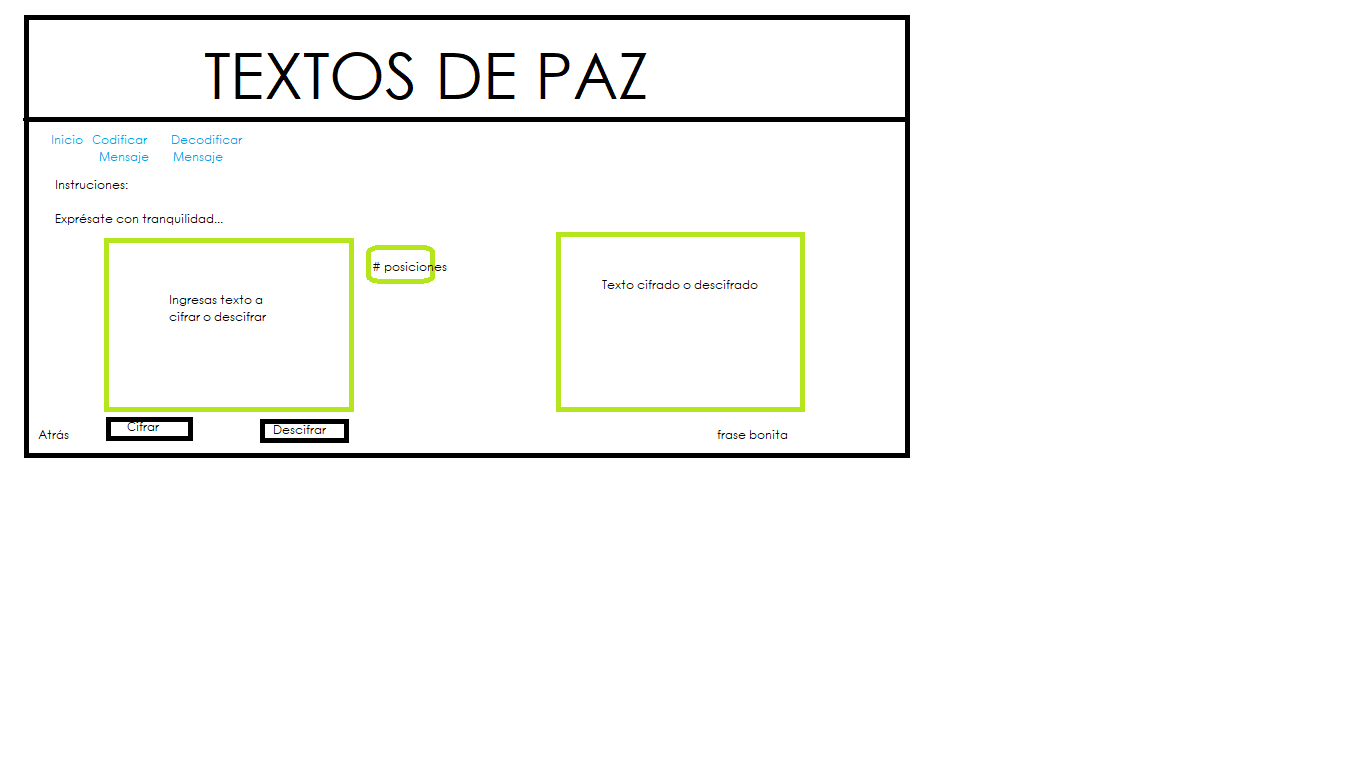 TEXTOS DE PAZ
Inicio Codificar Decodificar
Mensaje Mensaje
Instruciones:
Exprésate con tranquilidad...
# posiciones
Ingresas texto a
cifrar o descifrar
Texto cifrado o descifrado
Atrás Cifrar Descifrar frase bonita